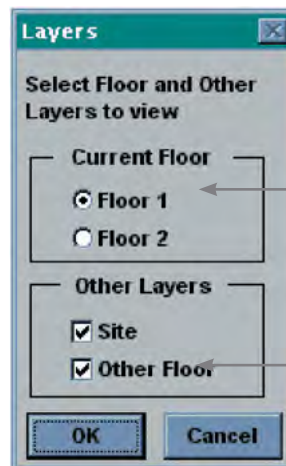 Layers
Select Floor and Other
Layers to view
Current Floor
Floor 1
Floor 2
Other Layers
Site
Other Floor
OK
Cancel